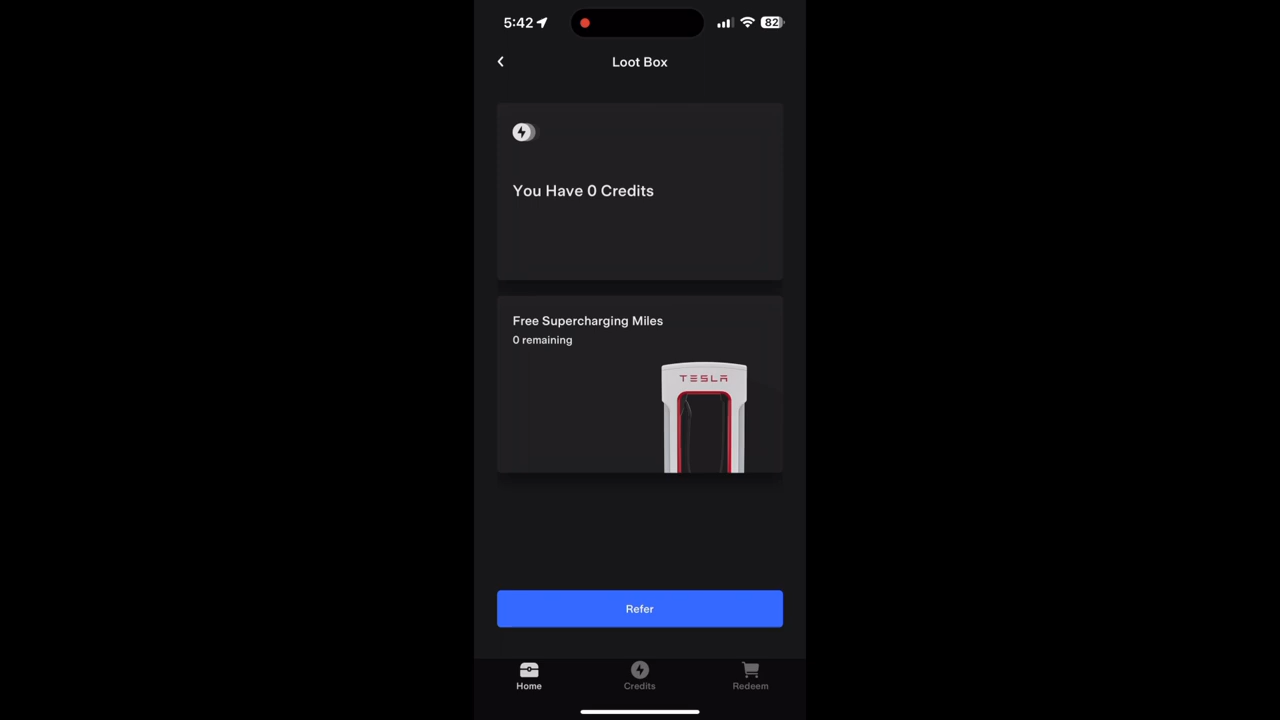 5:42
82
Loot Box
You Have 0 Credits
Free Supercharging Miles
0 remaining
TESLA
Refer
Home
Credits
Redeem